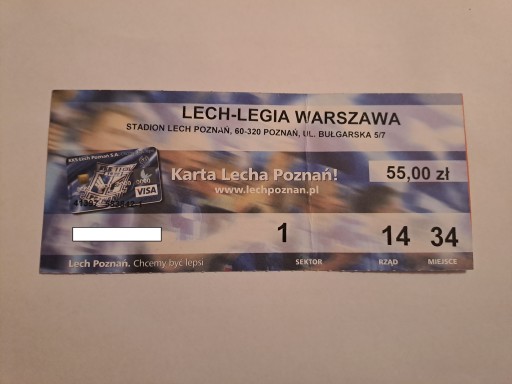 LECH-LEGIA WARSZAWA
STADION LECH POZNAŃ, 60-320 POZNAŃ, UL. BUŁGARSKA 5/7
KKS Lech Poznań S.A.
VISA
Karta Lecha Poznań!
www.lechpoznan.pl
55,00 zł
1 14 34
Lech Poznań. Chcemy być lepsi
SEKTOR RZĄD MIEJSCE